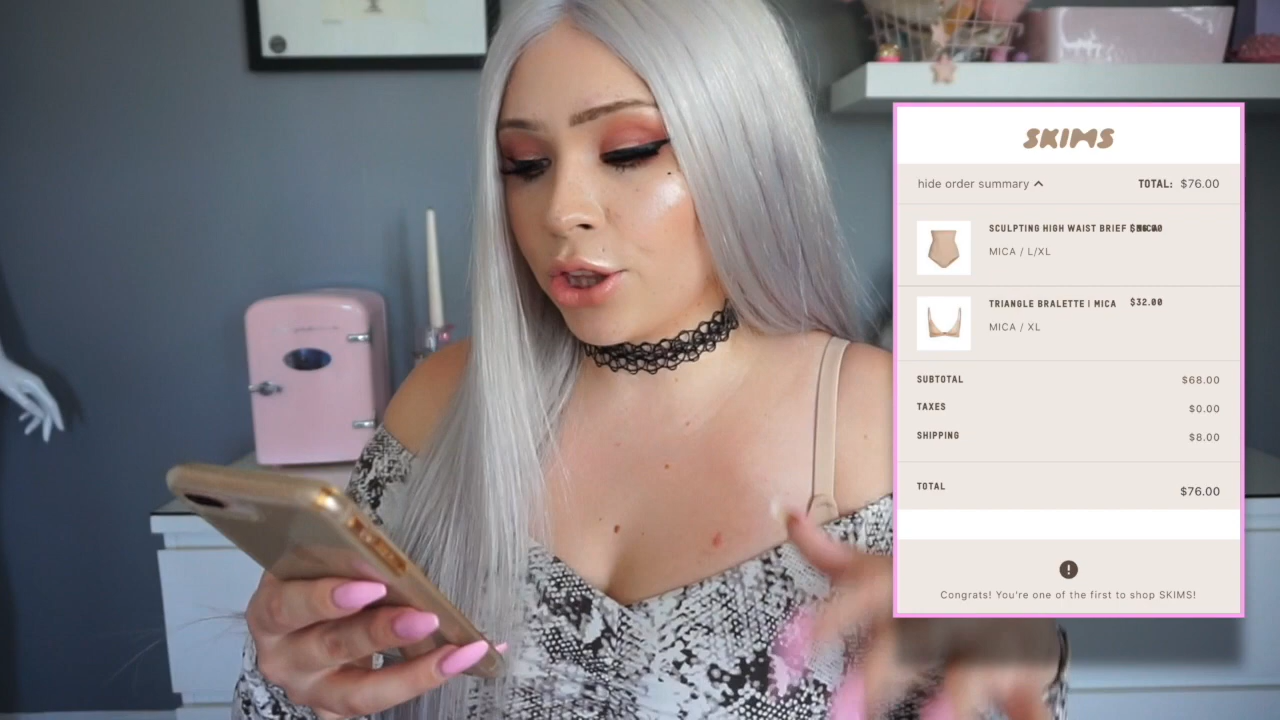 SKIMS
hide order summary
TOTAL: $76.00
SCULPTING HIGH WAIST BRIEF
MICA / L/XL
TRIANGLE BRALETTE | MICA $32.00
MICA / XL
SUBTOTAL $68.00
TAXES $0.00
SHIPPING $8.00
TOTAL $76.00
Congrats! You're one of the first to shop SKIMS!